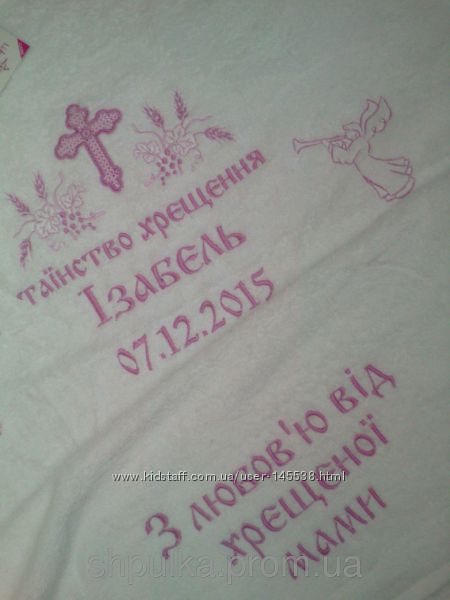 таїнство хрещення
Ізабель
07.12.2015
З любов'ю від
хрещеної
мами
www.kidstaff.com.ua/user-145538.html
shpulka.prom.ua